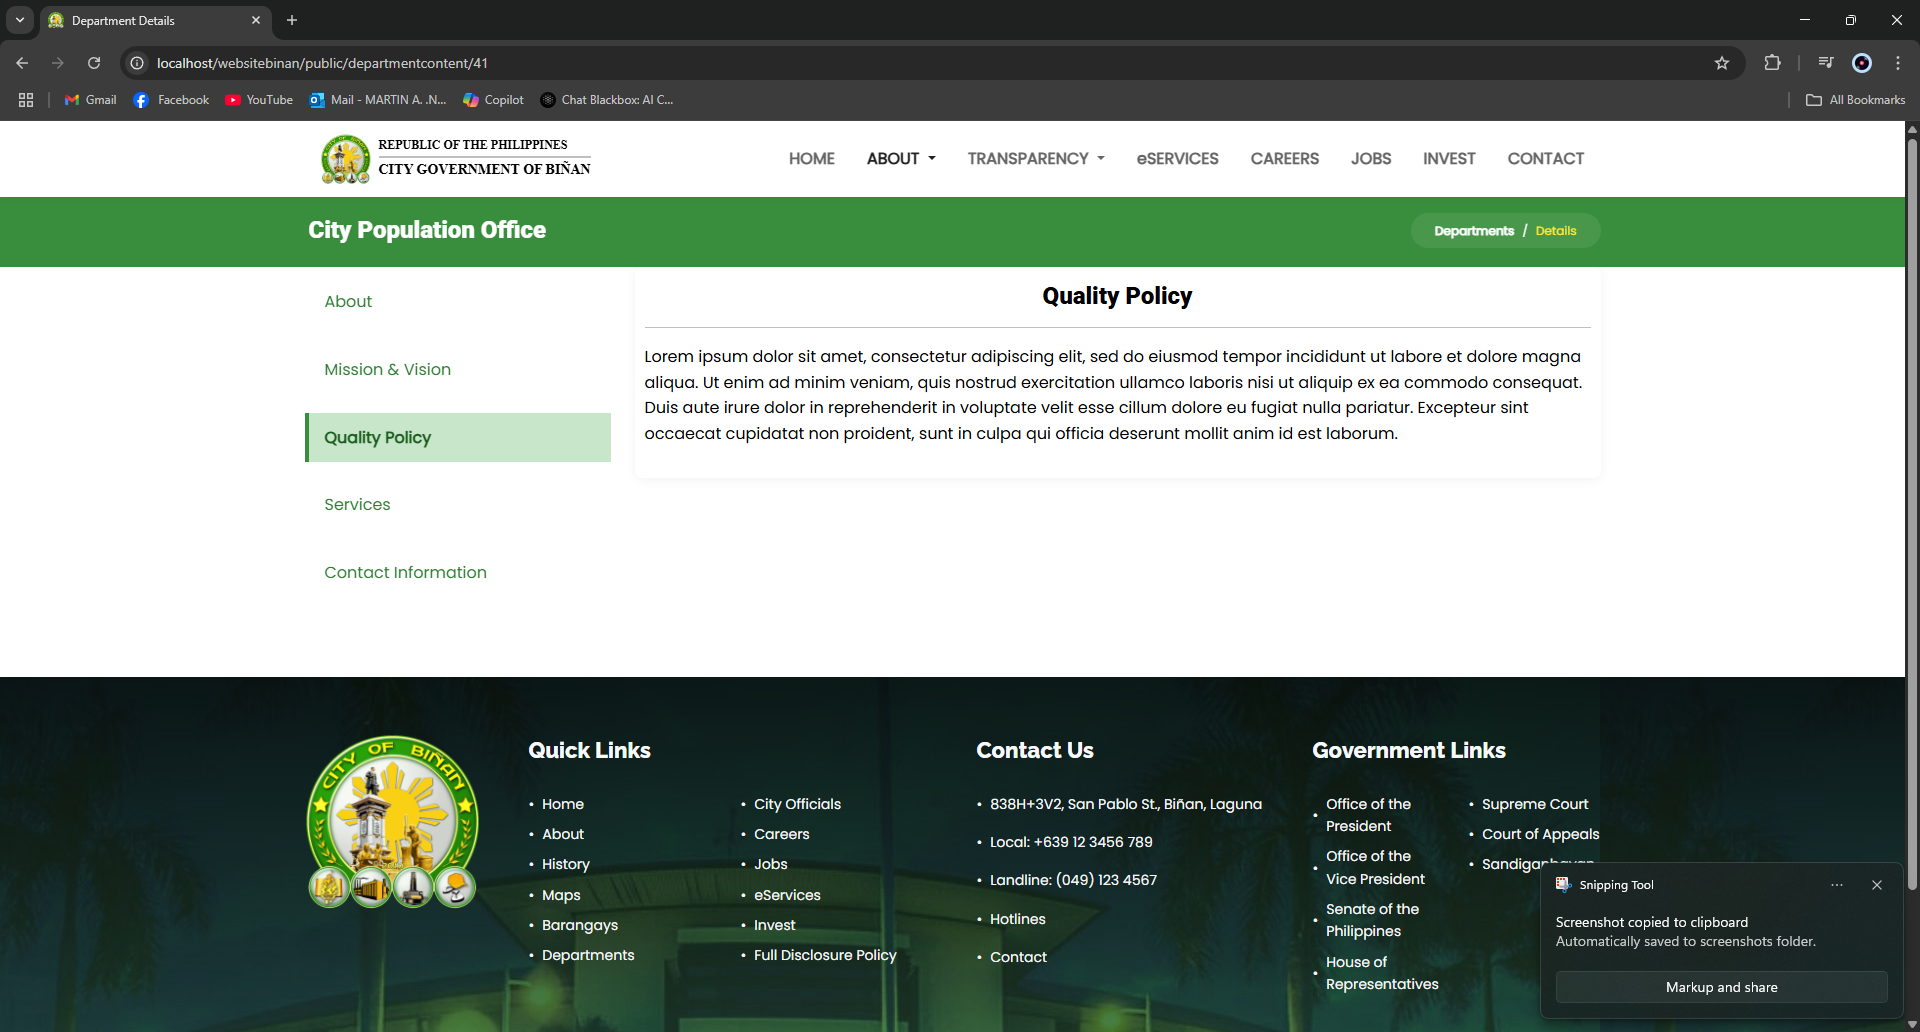 Department Details
localhost/websitebinan/public/departmentcontent/41
Gmail
Facebook
YouTube
Mail - MARTIN A. .N...
Copilot
Chat Blackbox: AI C...
All Bookmarks
REPUBLIC OF THE PHILIPPINES
CITY GOVERNMENT OF BIÑAN
HOME
ABOUT
TRANSPARENCY
eSERVICES
CAREERS
JOBS
INVEST
CONTACT
City Population Office
Departments / Details
About
Mission & Vision
Quality Policy
Services
Contact Information
Quality Policy
Lorem ipsum dolor sit amet, consectetur adipiscing elit, sed do eiusmod tempor incididunt ut labore et dolore magna
aliqua. Ut enim ad minim veniam, quis nostrud exercitation ullamco laboris nisi ut aliquip ex ea commodo consequat.
Duis aute irure dolor in reprehenderit in voluptate velit esse cillum dolore eu fugiat nulla pariatur. Excepteur sint
occaecat cupidatat non proident, sunt in culpa qui officia deserunt mollit anim id est laborum.
CITY OF BIÑAN
Quick Links
• Home
• About
• History
• Maps
• Barangays
• Departments
• City Officials
• Careers
• Jobs
• eServices
• Invest
• Full Disclosure Policy
Contact Us
• 838H+3V2, San Pablo St., Biñan, Laguna
• Local: +639 12 3456 789
• Landline: (049) 123 4567
• Hotlines
• Contact
Government Links
• Office of the
President
• Office of the
Vice President
• Senate of the
Philippines
• House of
Representatives
• Supreme Court
• Court of Appeals
Snipping Tool
Screenshot copied to clipboard
Automatically saved to screenshots folder.
Markup and share